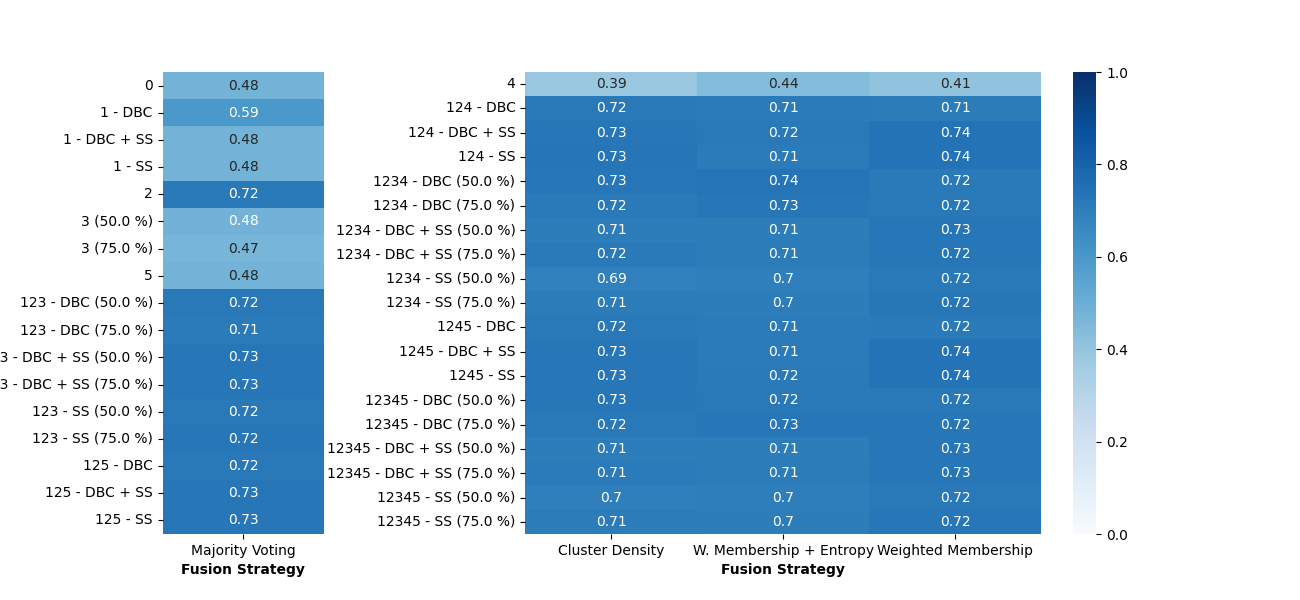 0 0.48
1 - DBC 0.59
1 - DBC + SS 0.48
1 - SS 0.48
2 0.72
3 (50.0 %) 0.48
3 (75.0 %) 0.47
5 0.48
123 - DBC (50.0 %) 0.72
123 - DBC (75.0 %) 0.71
3 - DBC + SS (50.0 %) 0.73
3 - DBC + SS (75.0 %) 0.73
123 - SS (50.0 %) 0.72
123 - SS (75.0 %) 0.72
125 - DBC 0.72
125 - DBC + SS 0.73
125 - SS 0.73
Majority Voting
Fusion Strategy
4 0.39 0.44 0.41
124 - DBC 0.72 0.71 0.71
124 - DBC + SS 0.73 0.72 0.74
124 - SS 0.73 0.71 0.74
1234 - DBC (50.0 %) 0.73 0.74 0.72
1234 - DBC (75.0 %) 0.72 0.73 0.72
1234 - DBC + SS (50.0 %) 0.71 0.71 0.73
1234 - DBC + SS (75.0 %) 0.72 0.71 0.72
1234 - SS (50.0 %) 0.69 0.7 0.72
1234 - SS (75.0 %) 0.71 0.7 0.72
1245 - DBC 0.72 0.71 0.72
1245 - DBC + SS 0.73 0.71 0.74
1245 - SS 0.73 0.72 0.74
12345 - DBC (50.0 %) 0.73 0.72 0.72
12345 - DBC (75.0 %) 0.72 0.73 0.72
12345 - DBC + SS (50.0 %) 0.71 0.71 0.73
12345 - DBC + SS (75.0 %) 0.71 0.71 0.73
12345 - SS (50.0 %) 0.7 0.7 0.72
12345 - SS (75.0 %) 0.71 0.7 0.72
Cluster Density W. Membership + Entropy Weighted Membership
Fusion Strategy
1.0
0.8
0.6
0.4
0.2
0.0